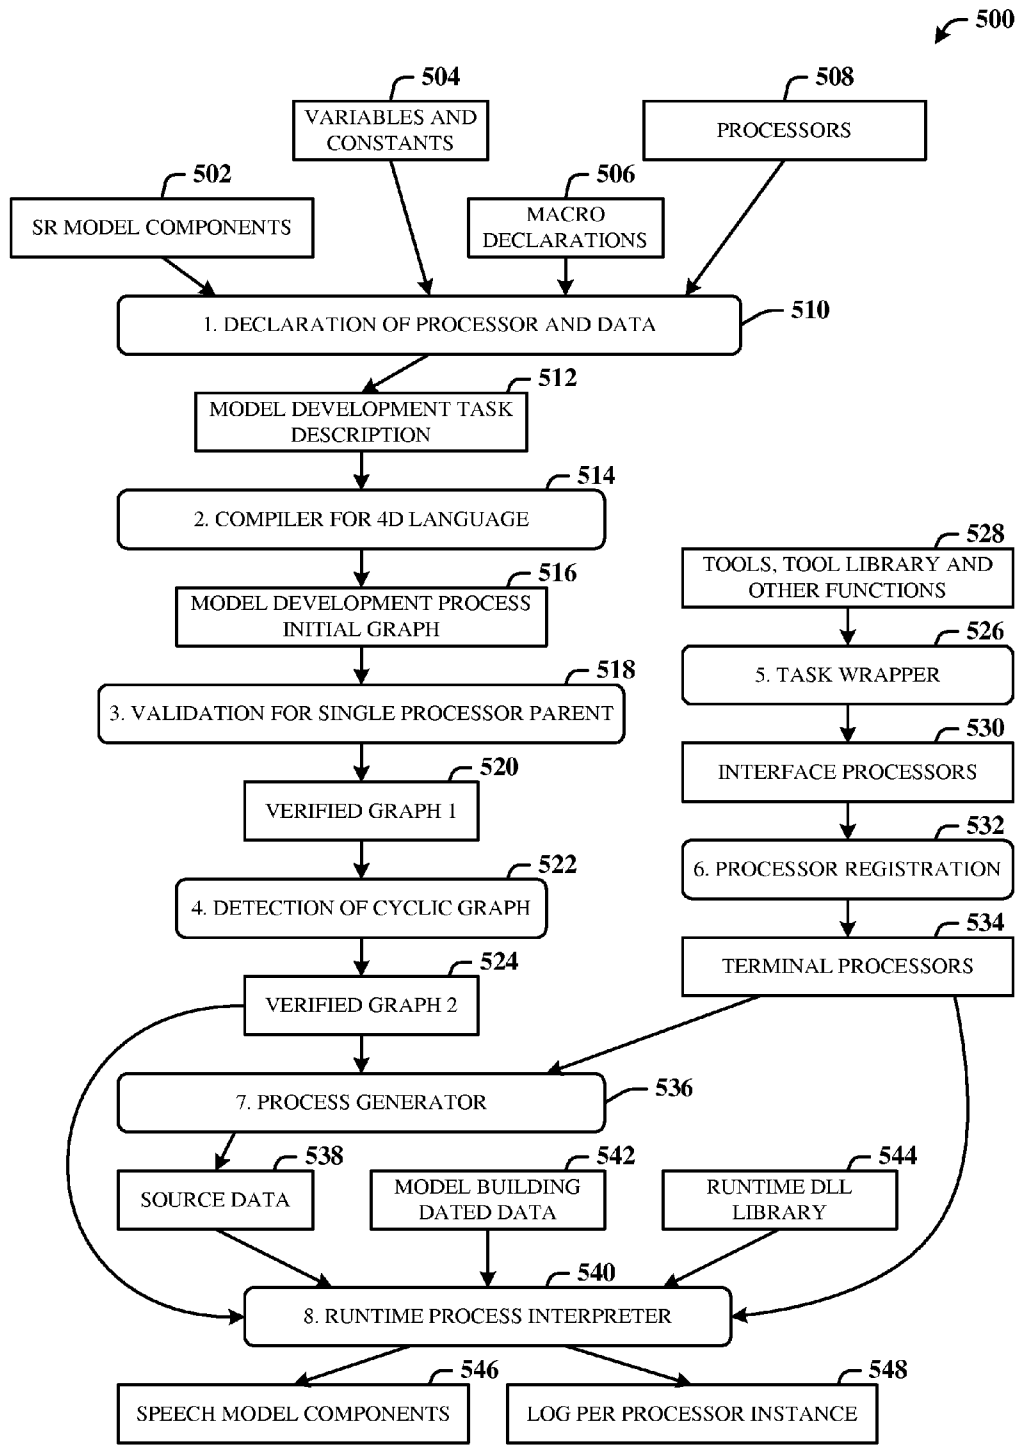 500
504
VARIABLES AND
CONSTANTS
508
PROCESSORS
502
SR MODEL COMPONENTS
506
MACRO
DECLARATIONS
1. DECLARATION OF PROCESSOR AND DATA
510
512
MODEL DEVELOPMENT TASK
DESCRIPTION
514
2. COMPILER FOR 4D LANGUAGE
516
MODEL DEVELOPMENT PROCESS
INITIAL GRAPH
518
3. VALIDATION FOR SINGLE PROCESSOR PARENT
520
VERIFIED GRAPH 1
522
4. DETECTION OF CYCLIC GRAPH
524
VERIFIED GRAPH 2
528
TOOLS, TOOL LIBRARY AND
OTHER FUNCTIONS
526
5. TASK WRAPPER
530
INTERFACE PROCESSORS
532
6. PROCESSOR REGISTRATION
534
TERMINAL PROCESSORS
7. PROCESS GENERATOR
536
538
SOURCE DATA
542
MODEL BUILDING
DATED DATA
544
RUNTIME DLL
LIBRARY
540
8. RUNTIME PROCESS INTERPRETER
546
SPEECH MODEL COMPONENTS
548
LOG PER PROCESSOR INSTANCE